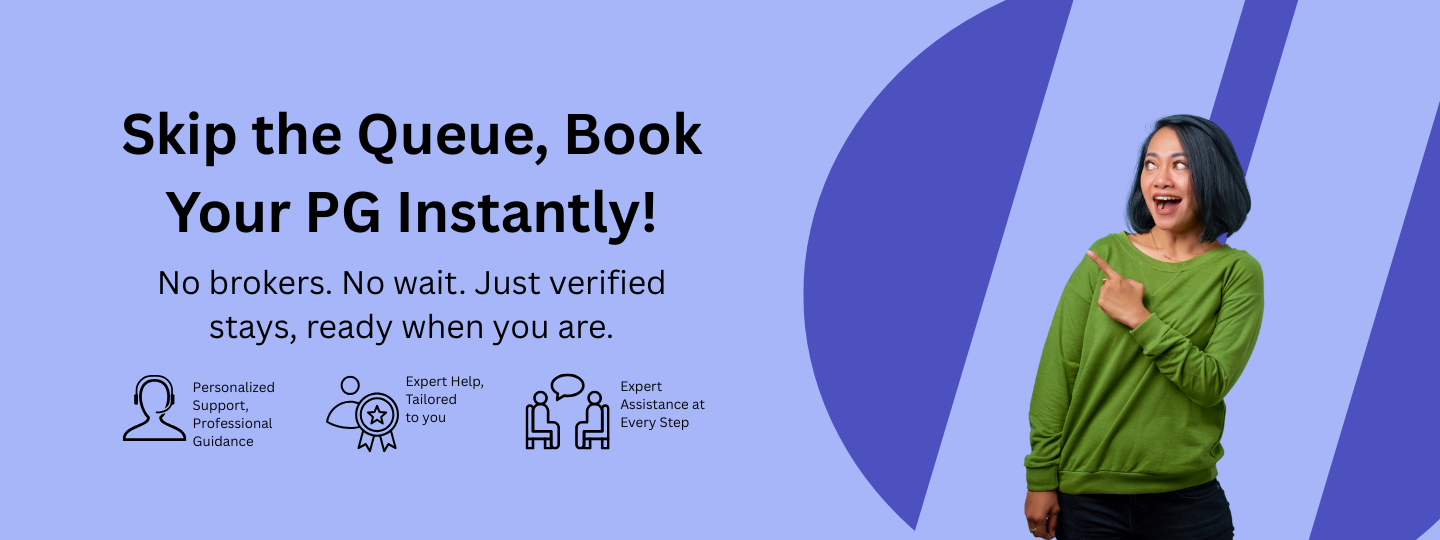 Skip the Queue, Book
Your PG Instantly!
No brokers. No wait. Just verified
stays, ready when you are.
Personalized
Support,
Professional
Guidance
Expert Help,
Tailored
to you
Expert
Assistance at
Every Step